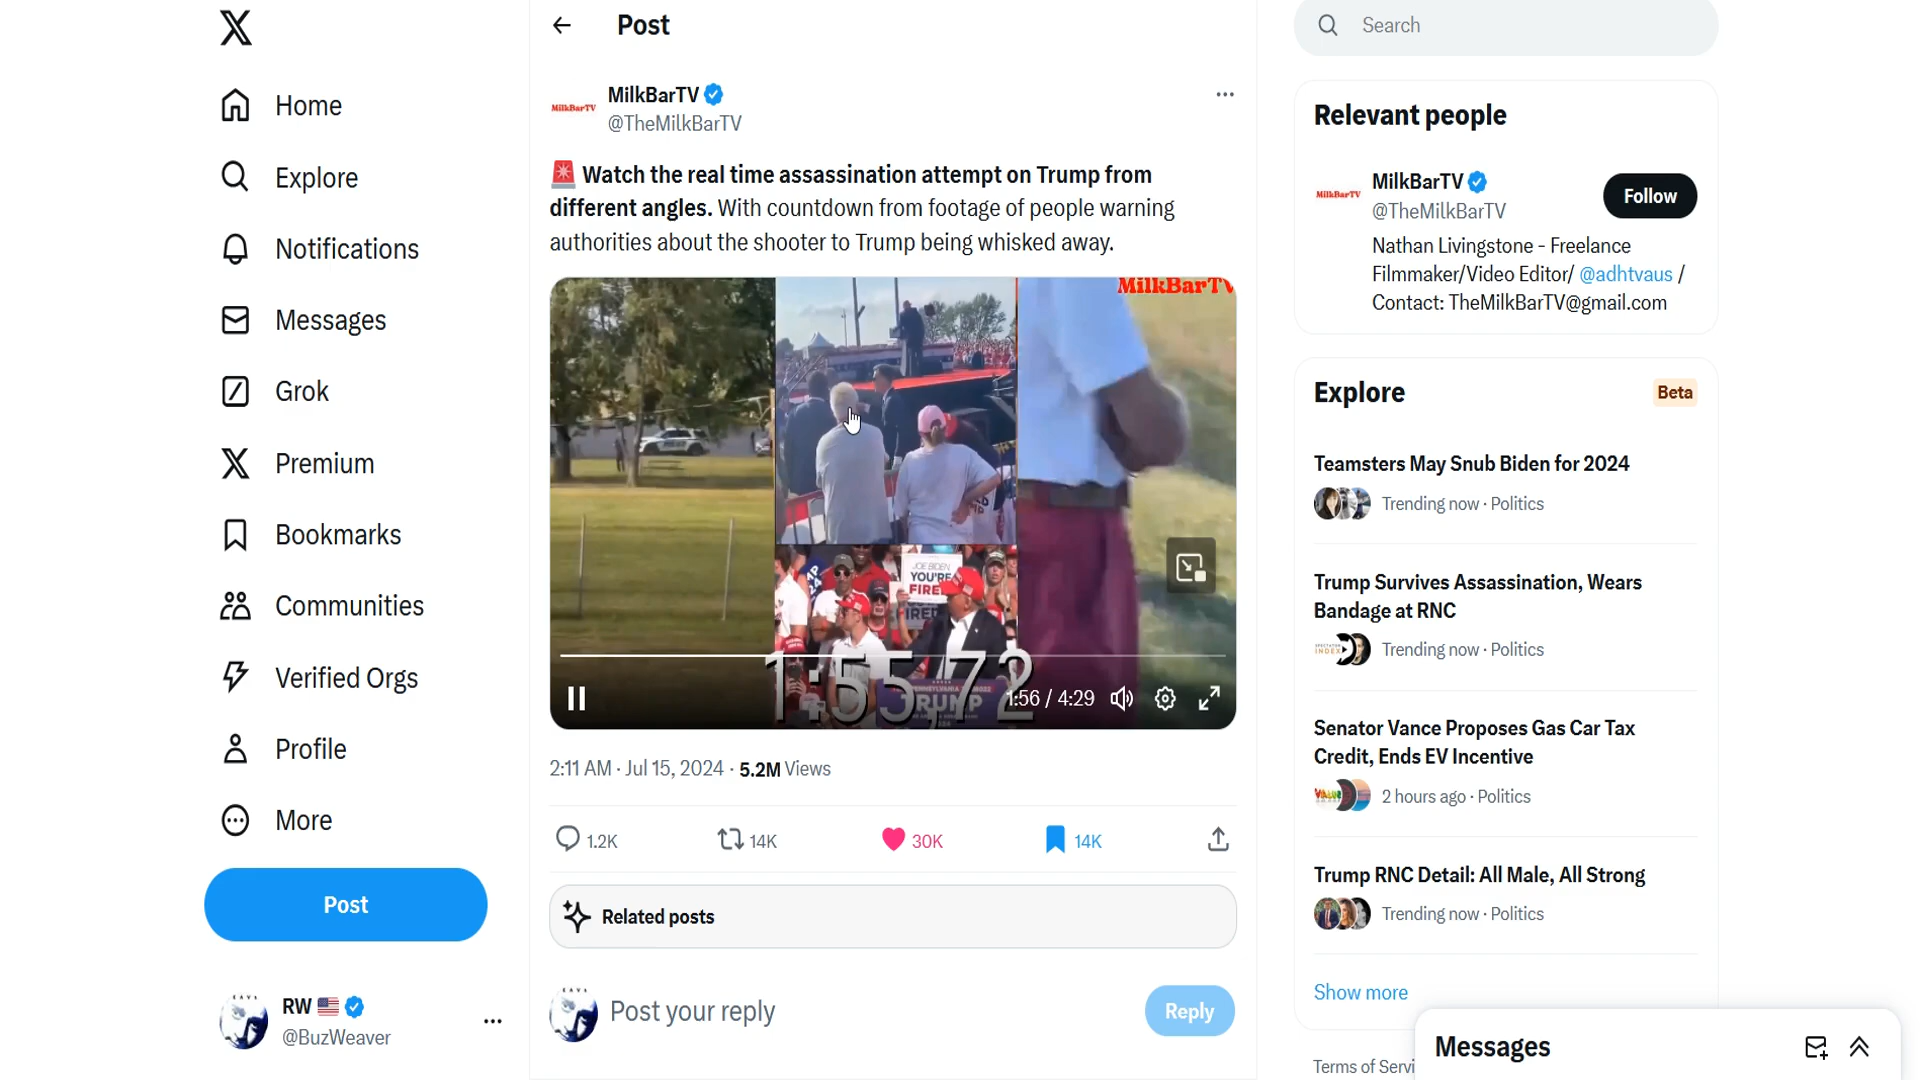 Home
Explore
Notifications
Messages
Grok
Premium
Bookmarks
Communities
Verified Orgs
Profile
More
Post
RW 🇺🇸
@BuzWeaver
Post
MilkBarTV
MilkBarTV
@TheMilkBarTV
🚨 Watch the real time assassination attempt on Trump from
different angles. With countdown from footage of people warning
authorities about the shooter to Trump being whisked away.
MilkBarTV
JOE BIDEN
YOU'RE
FIRED
1:55,72
PENNSYLVANIA
TRUMP
1:56 / 4:29
2:11 AM · Jul 15, 2024 · 5.2M Views
1.2K
14K
30K
14K
Related posts
Post your reply
Reply
Search
Relevant people
MilkBarTV
MilkBarTV
@TheMilkBarTV
Follow
Nathan Livingstone - Freelance
Filmmaker/Video Editor/ @adhtvaus /
Contact: TheMilkBarTV@gmail.com
Explore
Beta
Teamsters May Snub Biden for 2024
Trending now · Politics
Trump Survives Assassination, Wears
Bandage at RNC
Trending now · Politics
Senator Vance Proposes Gas Car Tax
Credit, Ends EV Incentive
2 hours ago · Politics
Trump RNC Detail: All Male, All Strong
Trending now · Politics
Show more
Terms of Servi
Messages